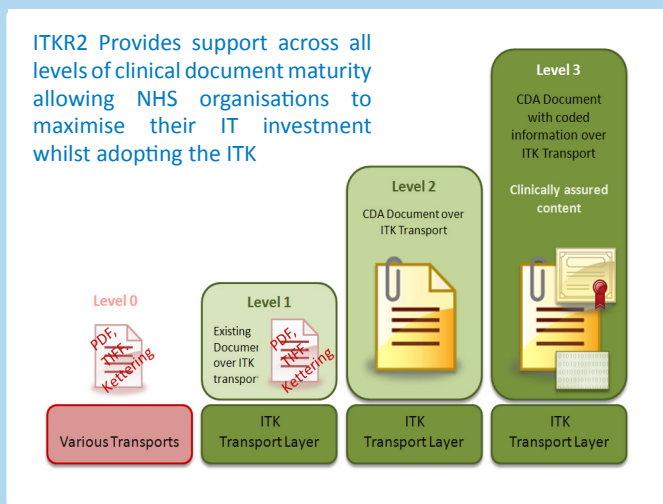 ITKR2 Provides support across all
levels of clinical document maturity
allowing NHS organisations to
maximise their IT investment
whilst adopting the ITK
Level 0
PDF,
TIFF,
Kettering
Various Transports
Level 1
Existing
Documen
over ITK
transpor
PDF,
TIFF,
Kettering
ITK
Transport Layer
Level 2
CDA Document over
ITK Transport
ITK
Transport Layer
Level 3
CDA Document
with coded
information over
ITK Transport
Clinically assured
content
ITK
Transport Layer